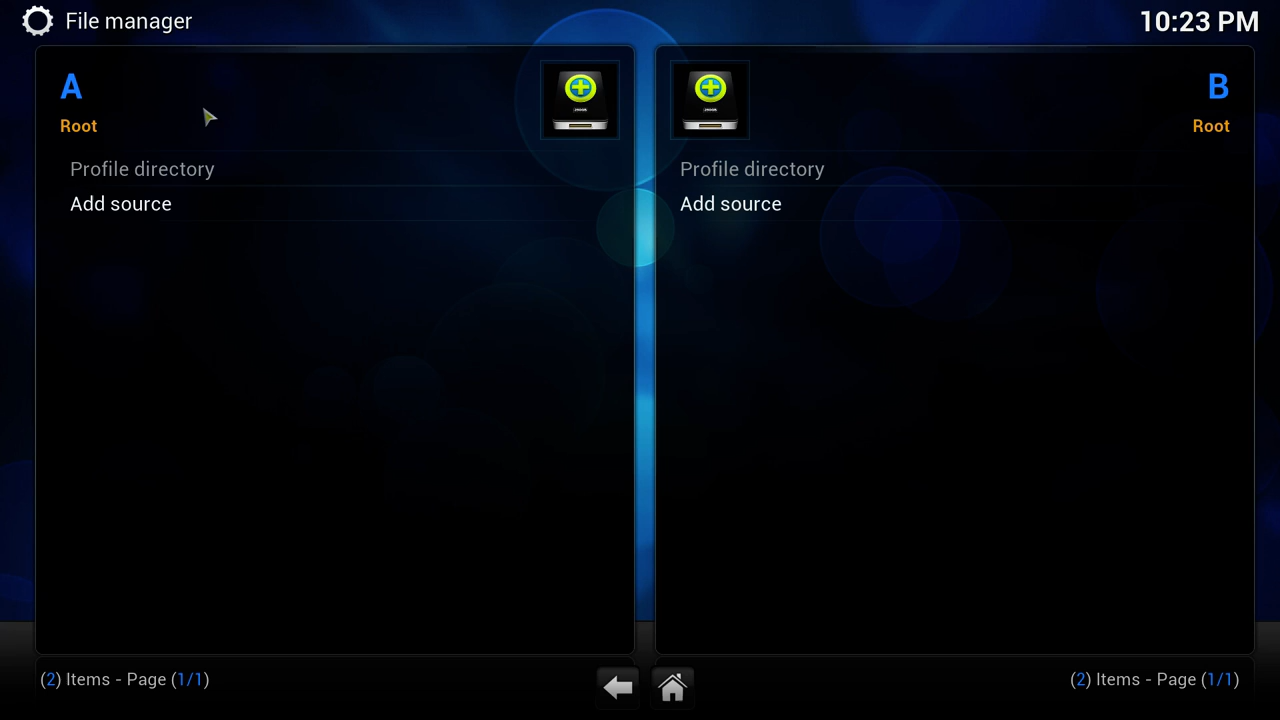 File manager
10:23 PM
A
Root
Profile directory
Add source
(2) Items - Page (1/1)
B
Root
Profile directory
Add source
(2) Items - Page (1/1)